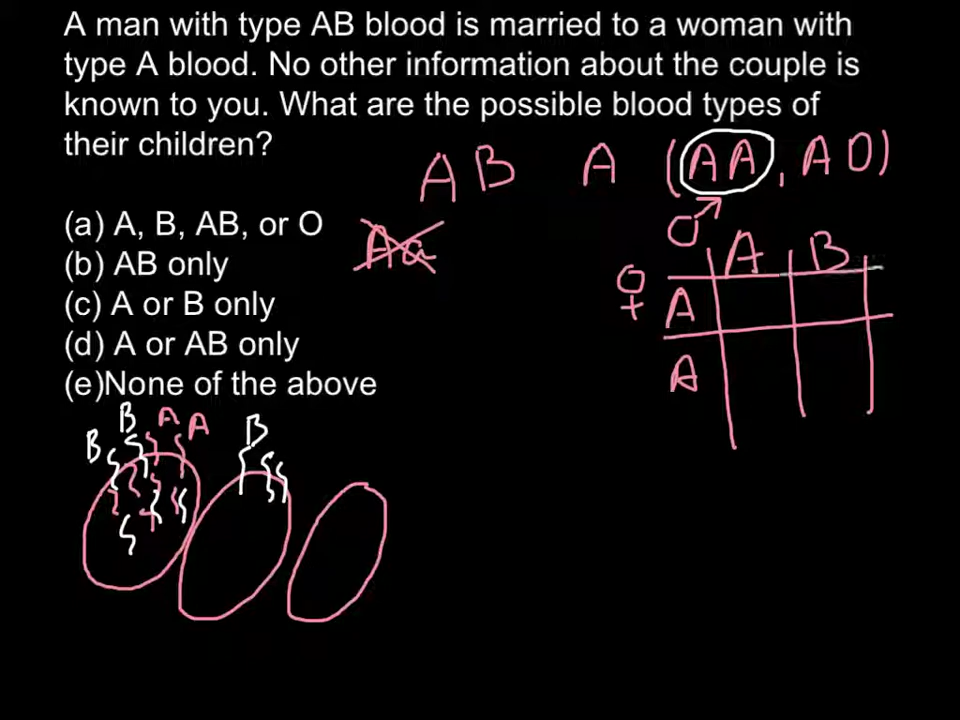 A man with type AB blood is married to a woman with
type A blood. No other information about the couple is
known to you. What are the possible blood types of
their children?
AB A (AA, AO)
(a) A, B, AB, or O
Aa
(b) AB only
(c) A or B only
(d) A or AB only
(e)None of the above
♂
A B
♀
A
A
B B A A
B